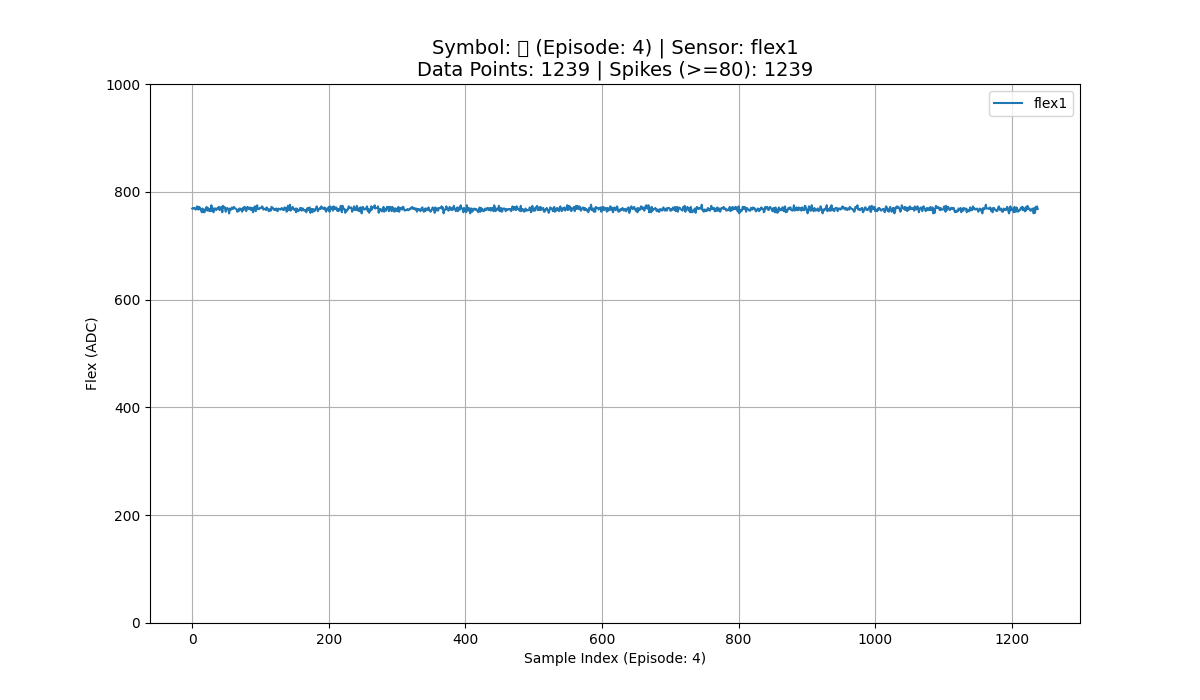 Symbol: (Episode: 4) | Sensor: flex1
Data Points: 1239 | Spikes (>=80): 1239
flex1
1000
800
600
400
200
0
Flex (ADC)
0 200 400 600 800 1000 1200
Sample Index (Episode: 4)